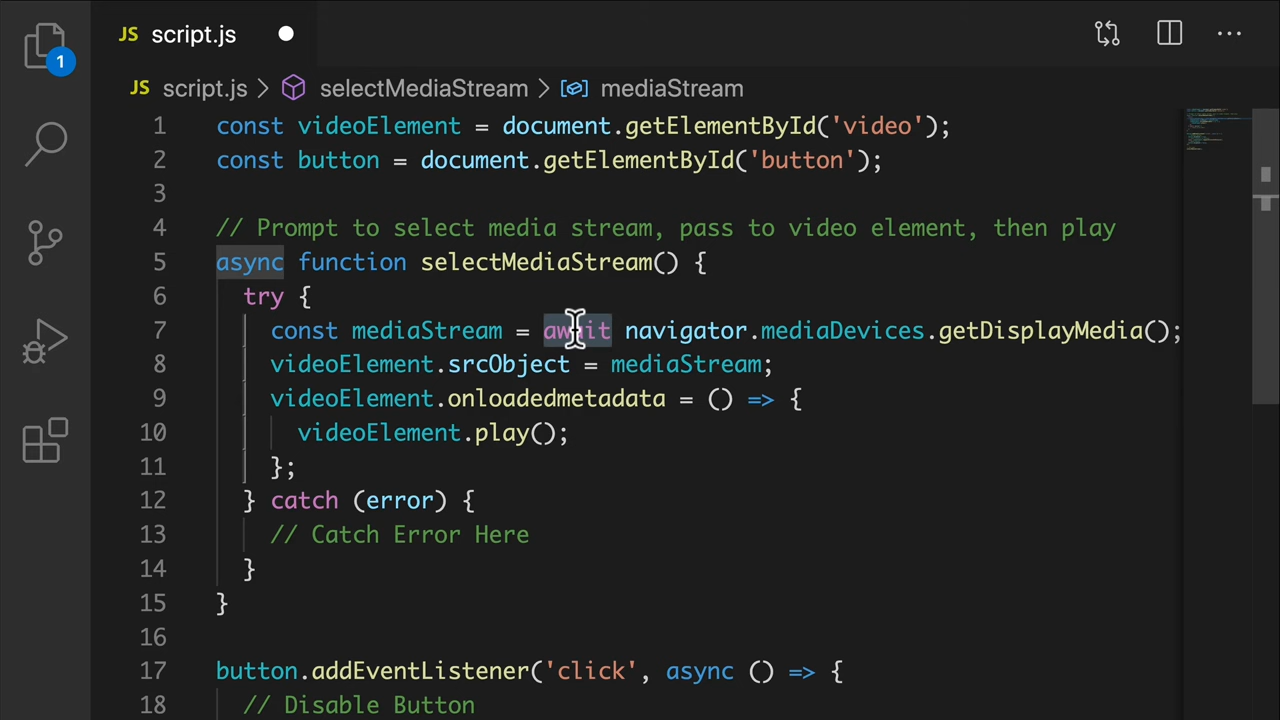 JS script.js
1
JS script.js > selectMediaStream > mediaStream
1 const videoElement = document.getElementById('video');
2 const button = document.getElementById('button');
3
4 // Prompt to select media stream, pass to video element, then play
5 async function selectMediaStream() {
6 try {
7 const mediaStream = await navigator.mediaDevices.getDisplayMedia();
8 videoElement.srcObject = mediaStream;
9 videoElement.onloadedmetadata = () => {
10 videoElement.play();
11 };
12 } catch (error) {
13 // Catch Error Here
14 }
15 }
16
17 button.addEventListener('click', async () => {
18 // Disable Button